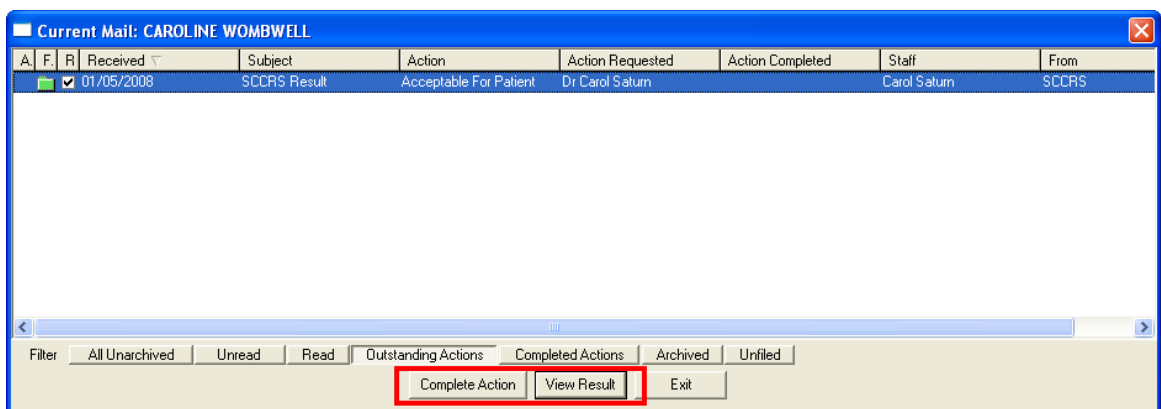 Current Mail: CAROLINE WOMBWELL
A. F. R Received Subject Action Action Requested Action Completed Staff From
01/05/2008 SCCRS Result Acceptable For Patient Dr Carol Saturn Carol Saturn SCCRS
Filter All Unarchived Unread Read Outstanding Actions Completed Actions Archived Unfiled
Complete Action View Result Exit